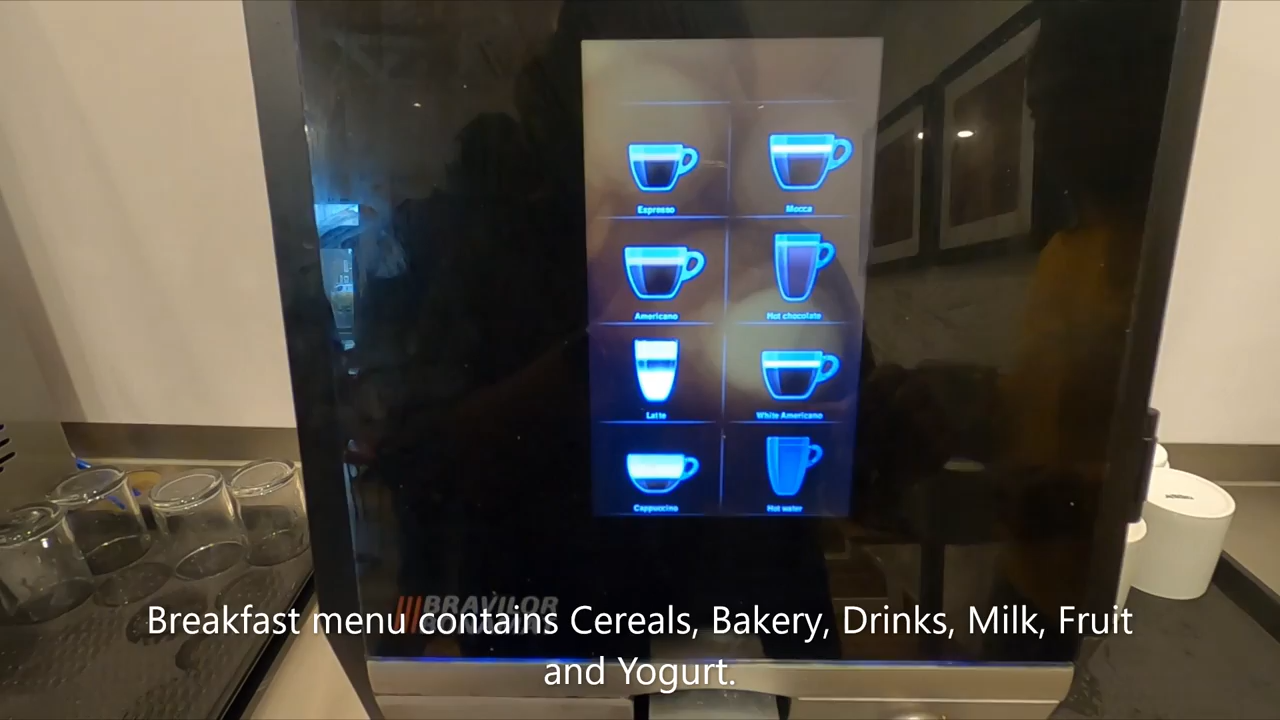 Espresso
Mocca
Americano
Hot chocolate
Latte
White Americano
Cappuccino
Hot water
BRAVILOR
Breakfast menu contains Cereals, Bakery, Drinks, Milk, Fruit
and Yogurt.